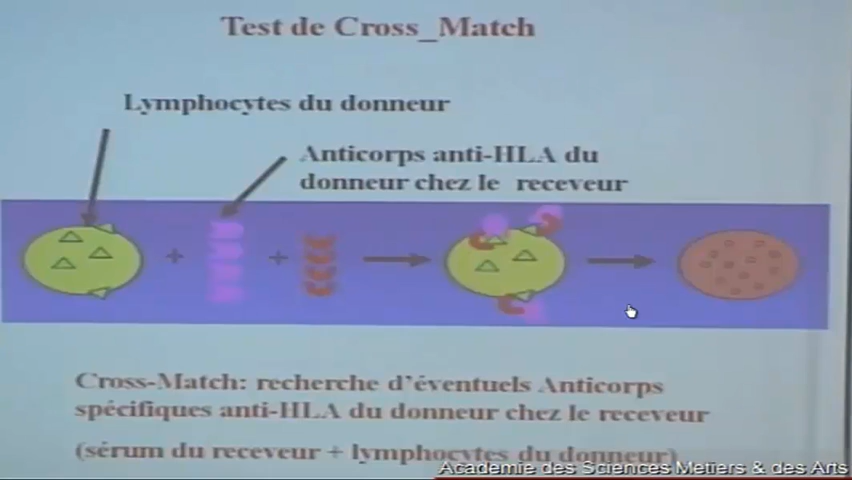 Test de Cross_Match
Lymphocytes du donneur
Anticorps anti-HLA du
donneur chez le receveur
+
+
Cross-Match: recherche d'éventuels Anticorps
spécifiques anti-HLA du donneur chez le receveur
(sérum du receveur + lymphocytes du donneur)
Academie des Sciences Metiers & des Arts